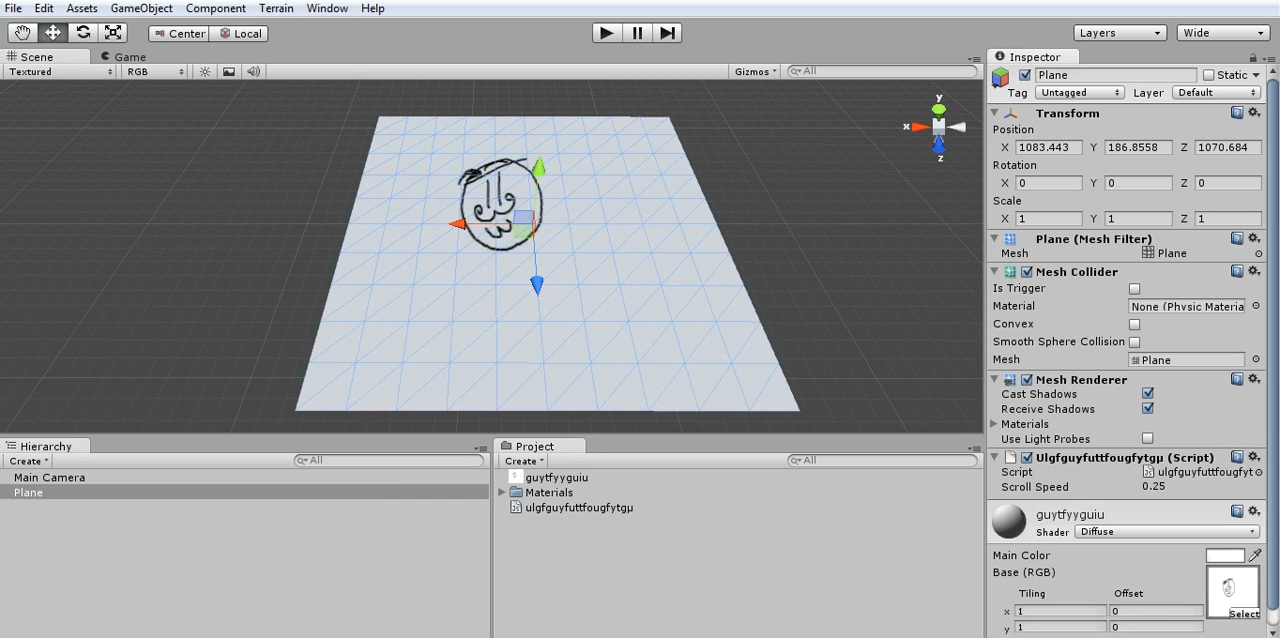 File Edit Assets GameObject Component Terrain Window Help
Center Local Layers Wide
Scene Game
Textured RGB Gizmos All
y
x
z
Inspector
Plane Static
Tag Untagged Layer Default
Transform
Position
X 1083.443 Y 186.8558 Z 1070.684
Rotation
X 0 Y 0 Z 0
Scale
X 1 Y 1 Z 1
Plane (Mesh Filter)
Mesh Plane
Mesh Collider
Is Trigger
Material None (Physic Materia
Convex
Smooth Sphere Collision
Mesh Plane
Mesh Renderer
Cast Shadows
Receive Shadows
Materials
Use Light Probes
Ulgfguyfuttfougfytgµ (Script)
Script ulgfguyfuttfougfyt
Scroll Speed 0.25
guytfyyguiu
Shader Diffuse
Main Color
Base (RGB)
Tiling Offset
x 1 0
y 1 0
Select
Hierarchy
Create All
Main Camera
Plane
Project
Create All
guytfyyguiu
Materials
ulgfguyfuttfougfytgµ